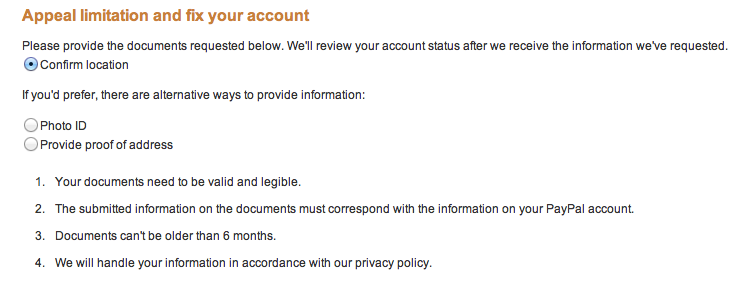 Appeal limitation and fix your account
Please provide the documents requested below. We'll review your account status after we receive the information we've requested.
Confirm location
If you'd prefer, there are alternative ways to provide information:
Photo ID
Provide proof of address
1. Your documents need to be valid and legible.
2. The submitted information on the documents must correspond with the information on your PayPal account.
3. Documents can't be older than 6 months.
4. We will handle your information in accordance with our privacy policy.